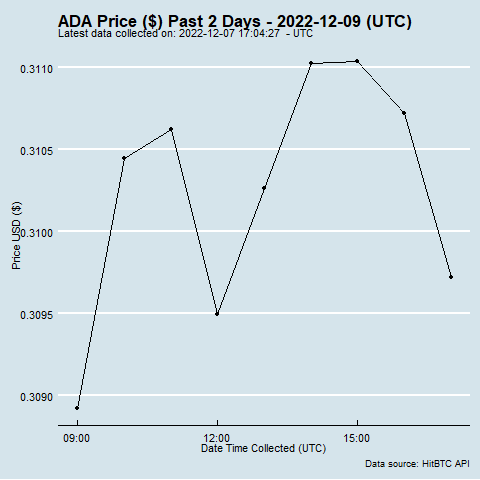 ADA Price ($) Past 2 Days - 2022-12-09 (UTC)
Latest data collected on: 2022-12-07 17:04:27 - UTC
Price USD ($)
0.3110
0.3105
0.3100
0.3095
0.3090
09:00 12:00 15:00
Date Time Collected (UTC)
Data source: HitBTC API